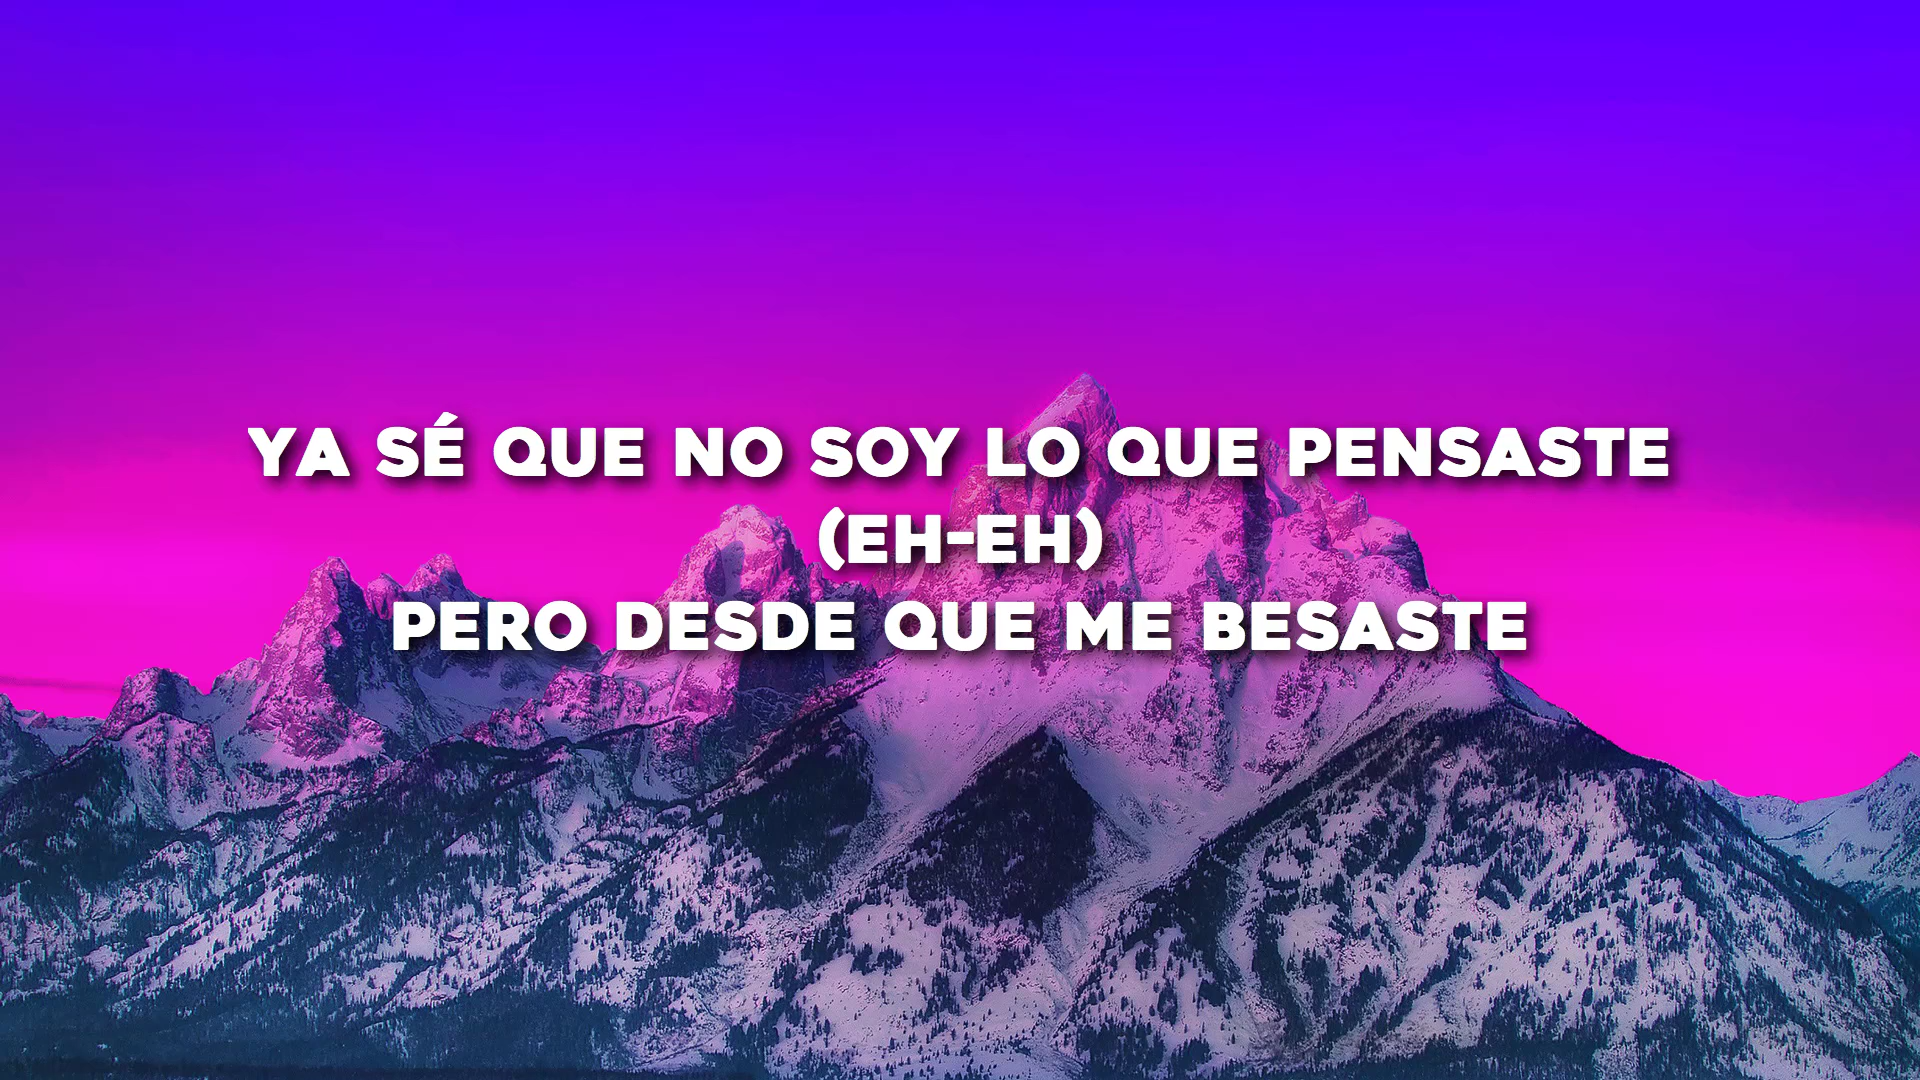 YA SÉ QUE NO SOY LO QUE PENSASTE
(EH-EH)
PERO DESDE QUE ME BESASTE